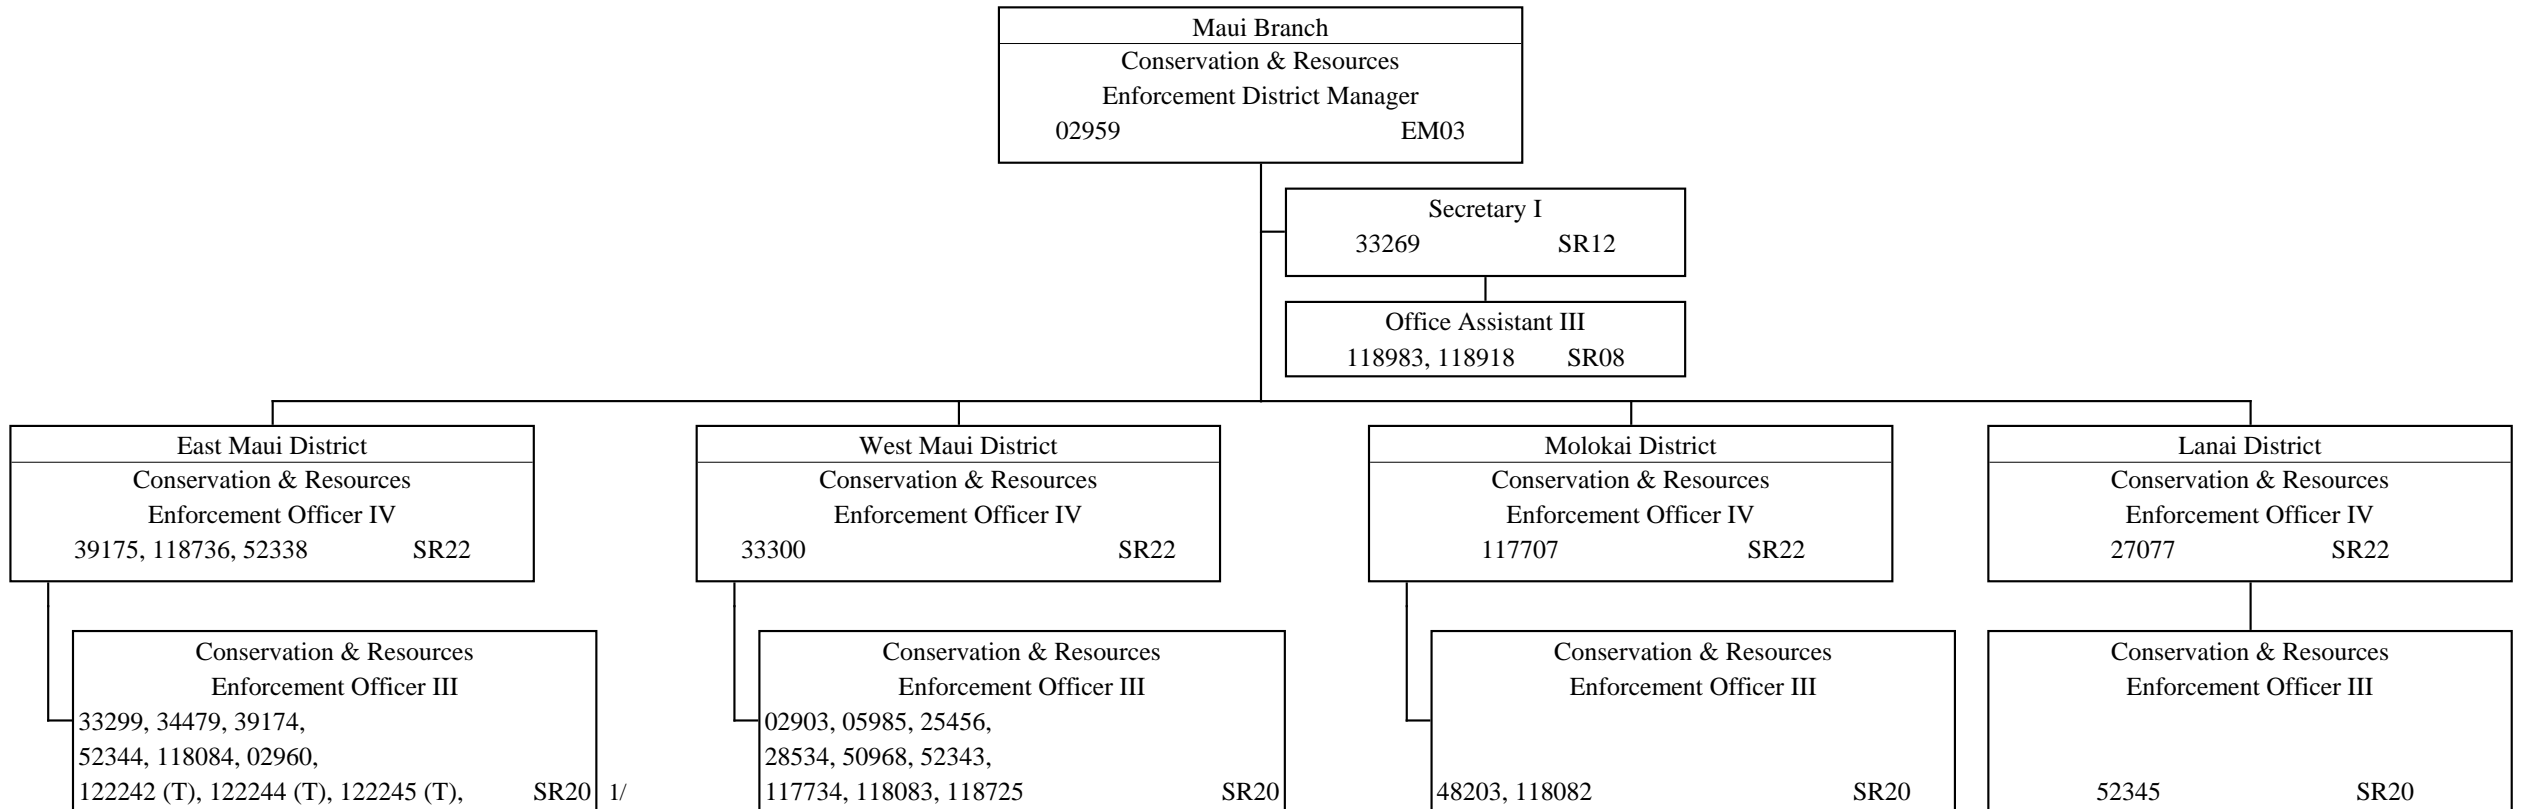 Maui Branch
Conservation & Resources
Enforcement District Manager
02959 EM03
Secretary I
33269 SR12
Office Assistant III
118983, 118918 SR08
East Maui District
Conservation & Resources
Enforcement Officer IV
39175, 118736, 52338 SR22
West Maui District
Conservation & Resources
Enforcement Officer IV
33300 SR22
Molokai District
Conservation & Resources
Enforcement Officer IV
117707 SR22
Lanai District
Conservation & Resources
Enforcement Officer IV
27077 SR22
Conservation & Resources
Enforcement Officer III
33299, 34479, 39174,
52344, 118084, 02960,
122242 (T), 122244 (T), 122245 (T), SR20 1/
Conservation & Resources
Enforcement Officer III
02903, 05985, 25456,
28534, 50968, 52343,
117734, 118083, 118725 SR20
Conservation & Resources
Enforcement Officer III
48203, 118082 SR20
Conservation & Resources
Enforcement Officer III
52345 SR20